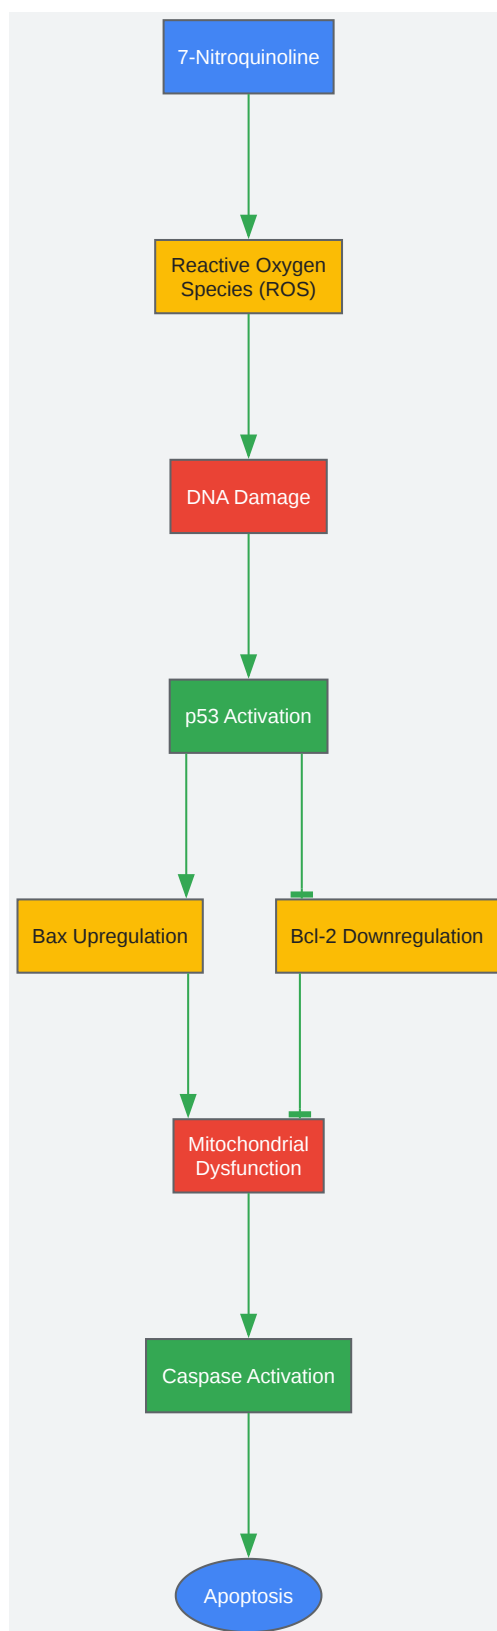 7-Nitroquinoline
Reactive Oxygen
Species (ROS)
DNA Damage
p53 Activation
Bax Upregulation
Bcl-2 Downregulation
Mitochondrial
Dysfunction
Caspase Activation
Apoptosis